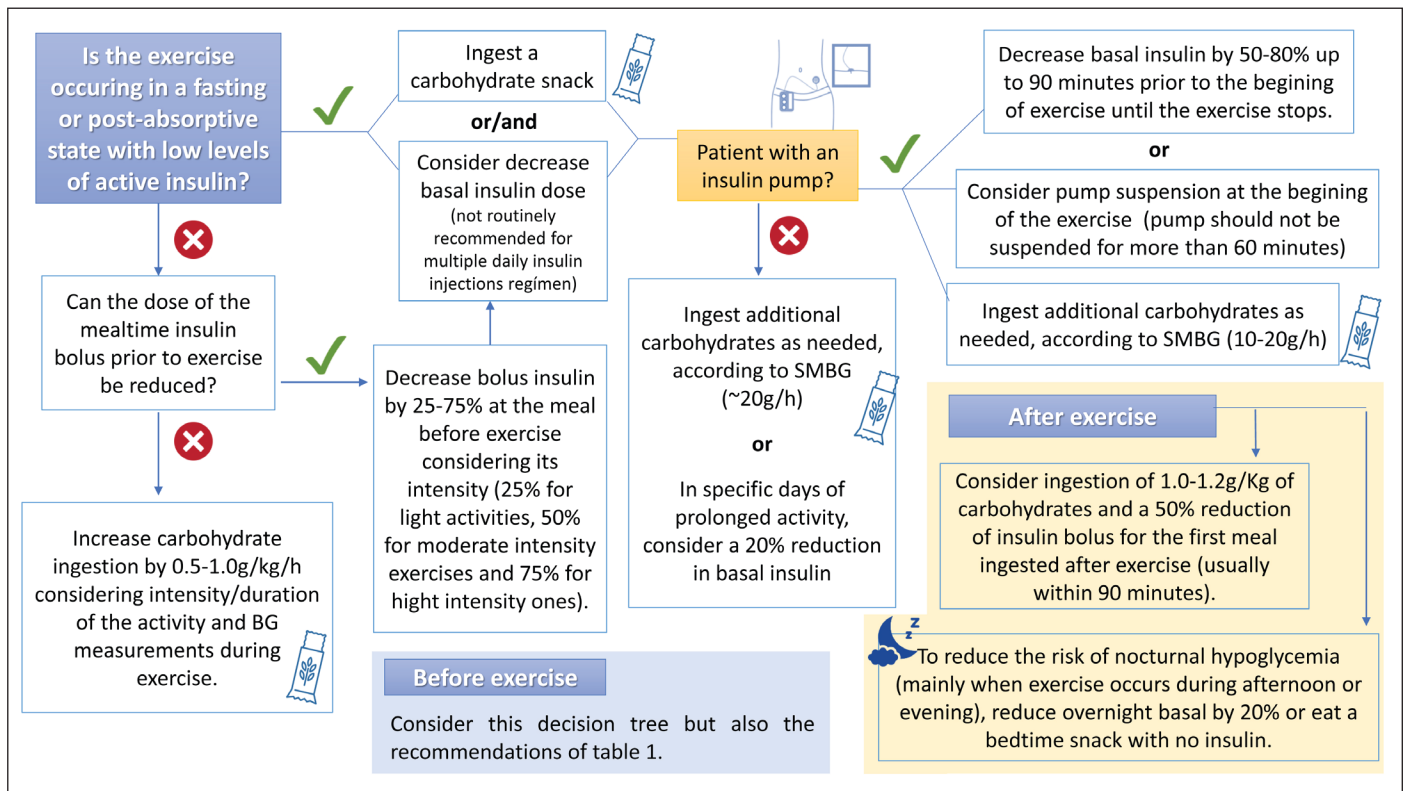 Is the exercise
occuring in a fasting
or post-absorptive
state with low levels
of active insulin?
Ingest a
carbohydrate snack
or/and
Consider decrease
basal insulin dose
(not routinely
recommended for
multiple daily insulin
injections regímen)
Patient with an
insulin pump?
Decrease basal insulin by 50-80% up
to 90 minutes prior to the begining
of exercise until the exercise stops.
or
Consider pump suspension at the begining
of the exercise (pump should not be
suspended for more than 60 minutes)
Ingest additional carbohydrates as
needed, according to SMBG (10-20g/h)
Can the dose of the
mealtime insulin
bolus prior to exercise
be reduced?
Decrease bolus insulin
by 25-75% at the meal
before exercise
considering its
intensity (25% for
light activities, 50%
for moderate intensity
exercises and 75% for
hight intensity ones).
Ingest additional
carbohydrates as needed,
according to SMBG
(~20g/h)
or
In specific days of
prolonged activity,
consider a 20% reduction
in basal insulin
Increase carbohydrate
ingestion by 0.5-1.0g/kg/h
considering intensity/duration
of the activity and BG
measurements during
exercise.
Before exercise
Consider this decision tree but also the
recommendations of table 1.
After exercise
Consider ingestion of 1.0-1.2g/Kg of
carbohydrates and a 50% reduction
of insulin bolus for the first meal
ingested after exercise (usually
within 90 minutes).
z
z
To reduce the risk of nocturnal hypoglycemia
(mainly when exercise occurs during afternoon or
evening), reduce overnight basal by 20% or eat a
bedtime snack with no insulin.